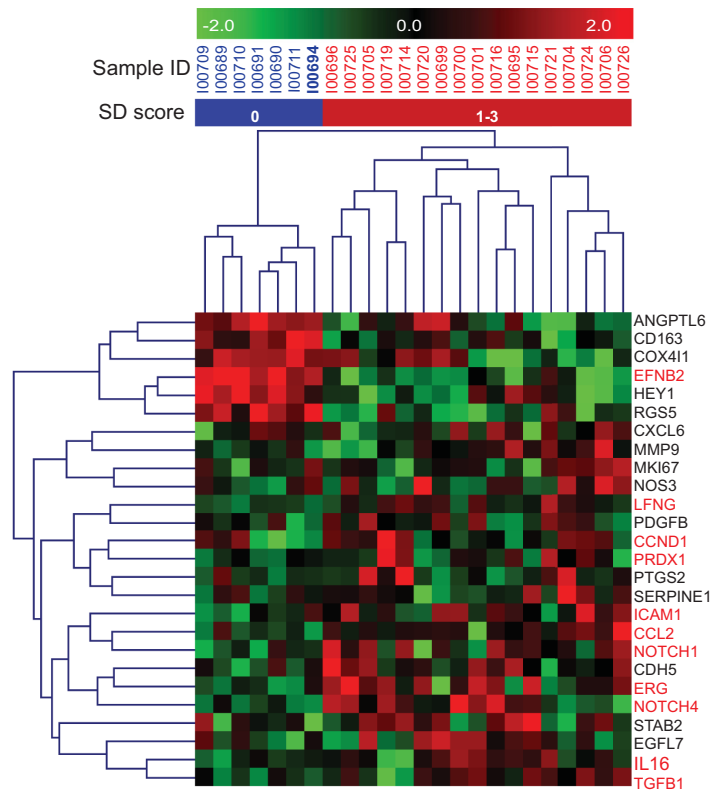 -2.0 0.0 2.0
Sample ID
I00709 I00689 I00710 I00691 I00690 I00711 I00694 I00696 I00725 I00705 I00719 I00714 I00720 I00699 I00700 I00701 I00716 I00695 I00715 I00721 I00704 I00724 I00706 I00726
SD score 0 1-3
ANGPTL6
CD163
COX4I1
EFNB2
HEY1
RGS5
CXCL6
MMP9
MKI67
NOS3
LFNG
PDGFB
CCND1
PRDX1
PTGS2
SERPINE1
ICAM1
CCL2
NOTCH1
CDH5
ERG
NOTCH4
STAB2
EGFL7
IL16
TGFB1